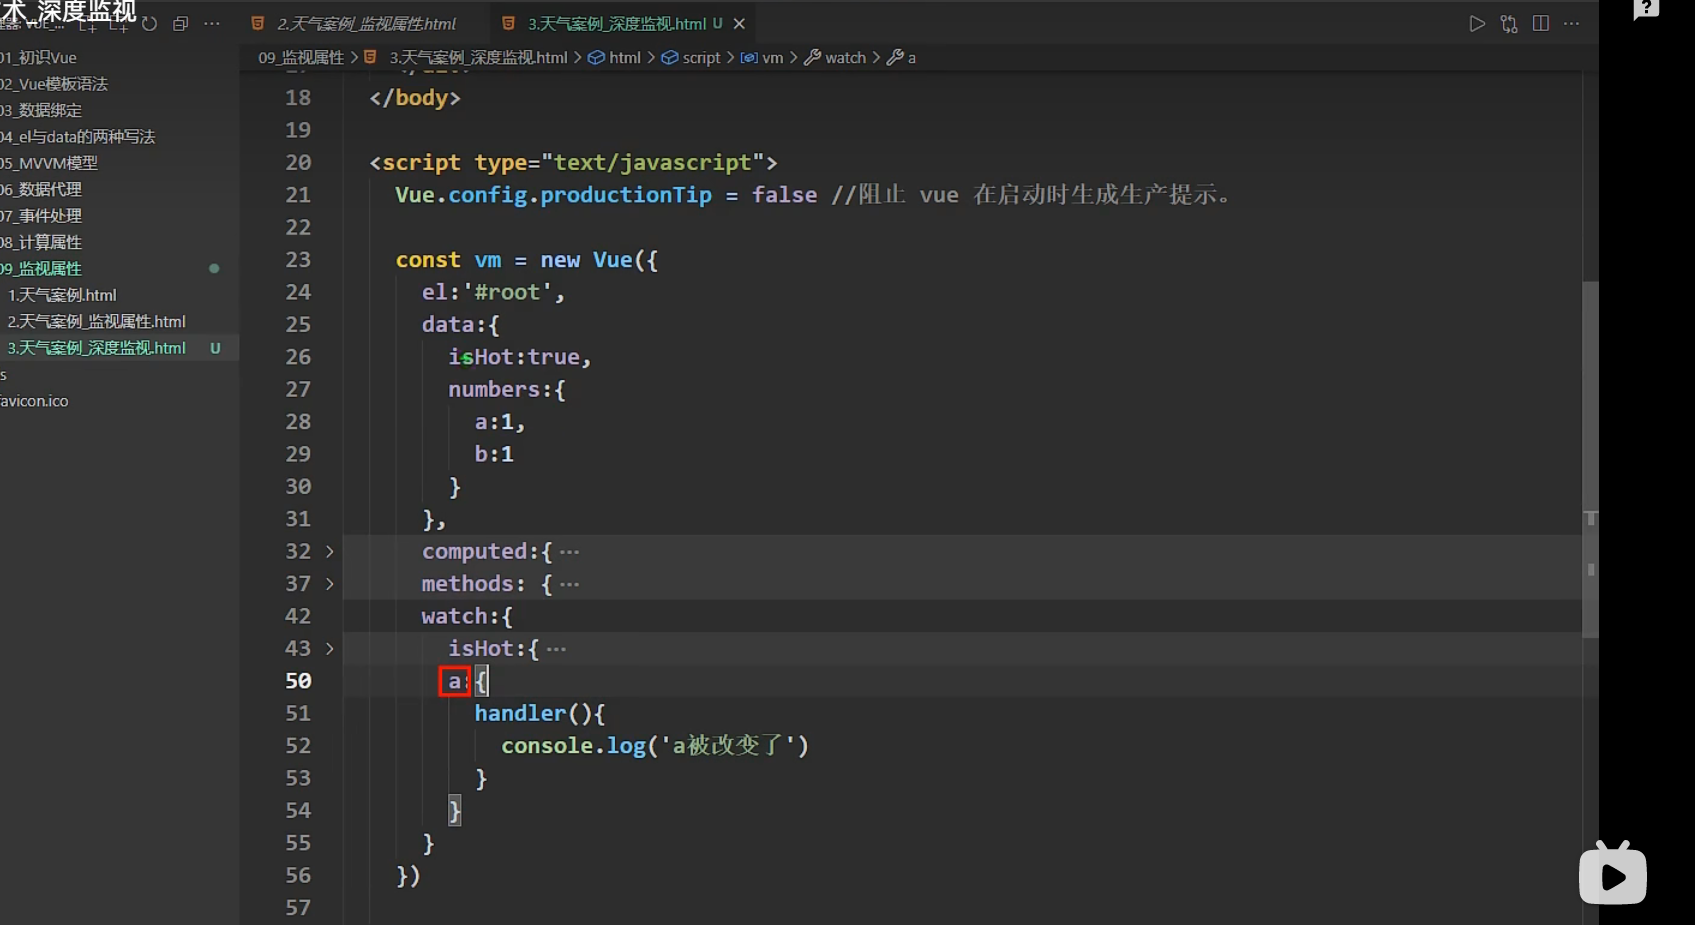 术_深度监视
2.天气案例_监视属性.html
3.天气案例_深度监视.html U
09_监视属性 > 3.天气案例_深度监视.html > html > script > vm > watch > a
01_初识Vue
02_Vue模板语法
03_数据绑定
04_el与data的两种写法
05_MVVM模型
06_数据代理
07_事件处理
08_计算属性
09_监视属性
1.天气案例.html
2.天气案例_监视属性.html
3.天气案例_深度监视.html U
s
avicon.ico
18 </body>
19
20 <script type="text/javascript">
21 Vue.config.productionTip = false //阻止 vue 在启动时生成生产提示。
22
23 const vm = new Vue({
24 el:'#root',
25 data:{
26 isHot:true,
27 numbers:{
28 a:1,
29 b:1
30 }
31 },
32 computed:{ ···
37 methods: { ···
42 watch:{
43 isHot:{ ···
50 a:{
51 handler(){
52 console.log('a被改变了')
53 }
54 }
55 }
56 })
57